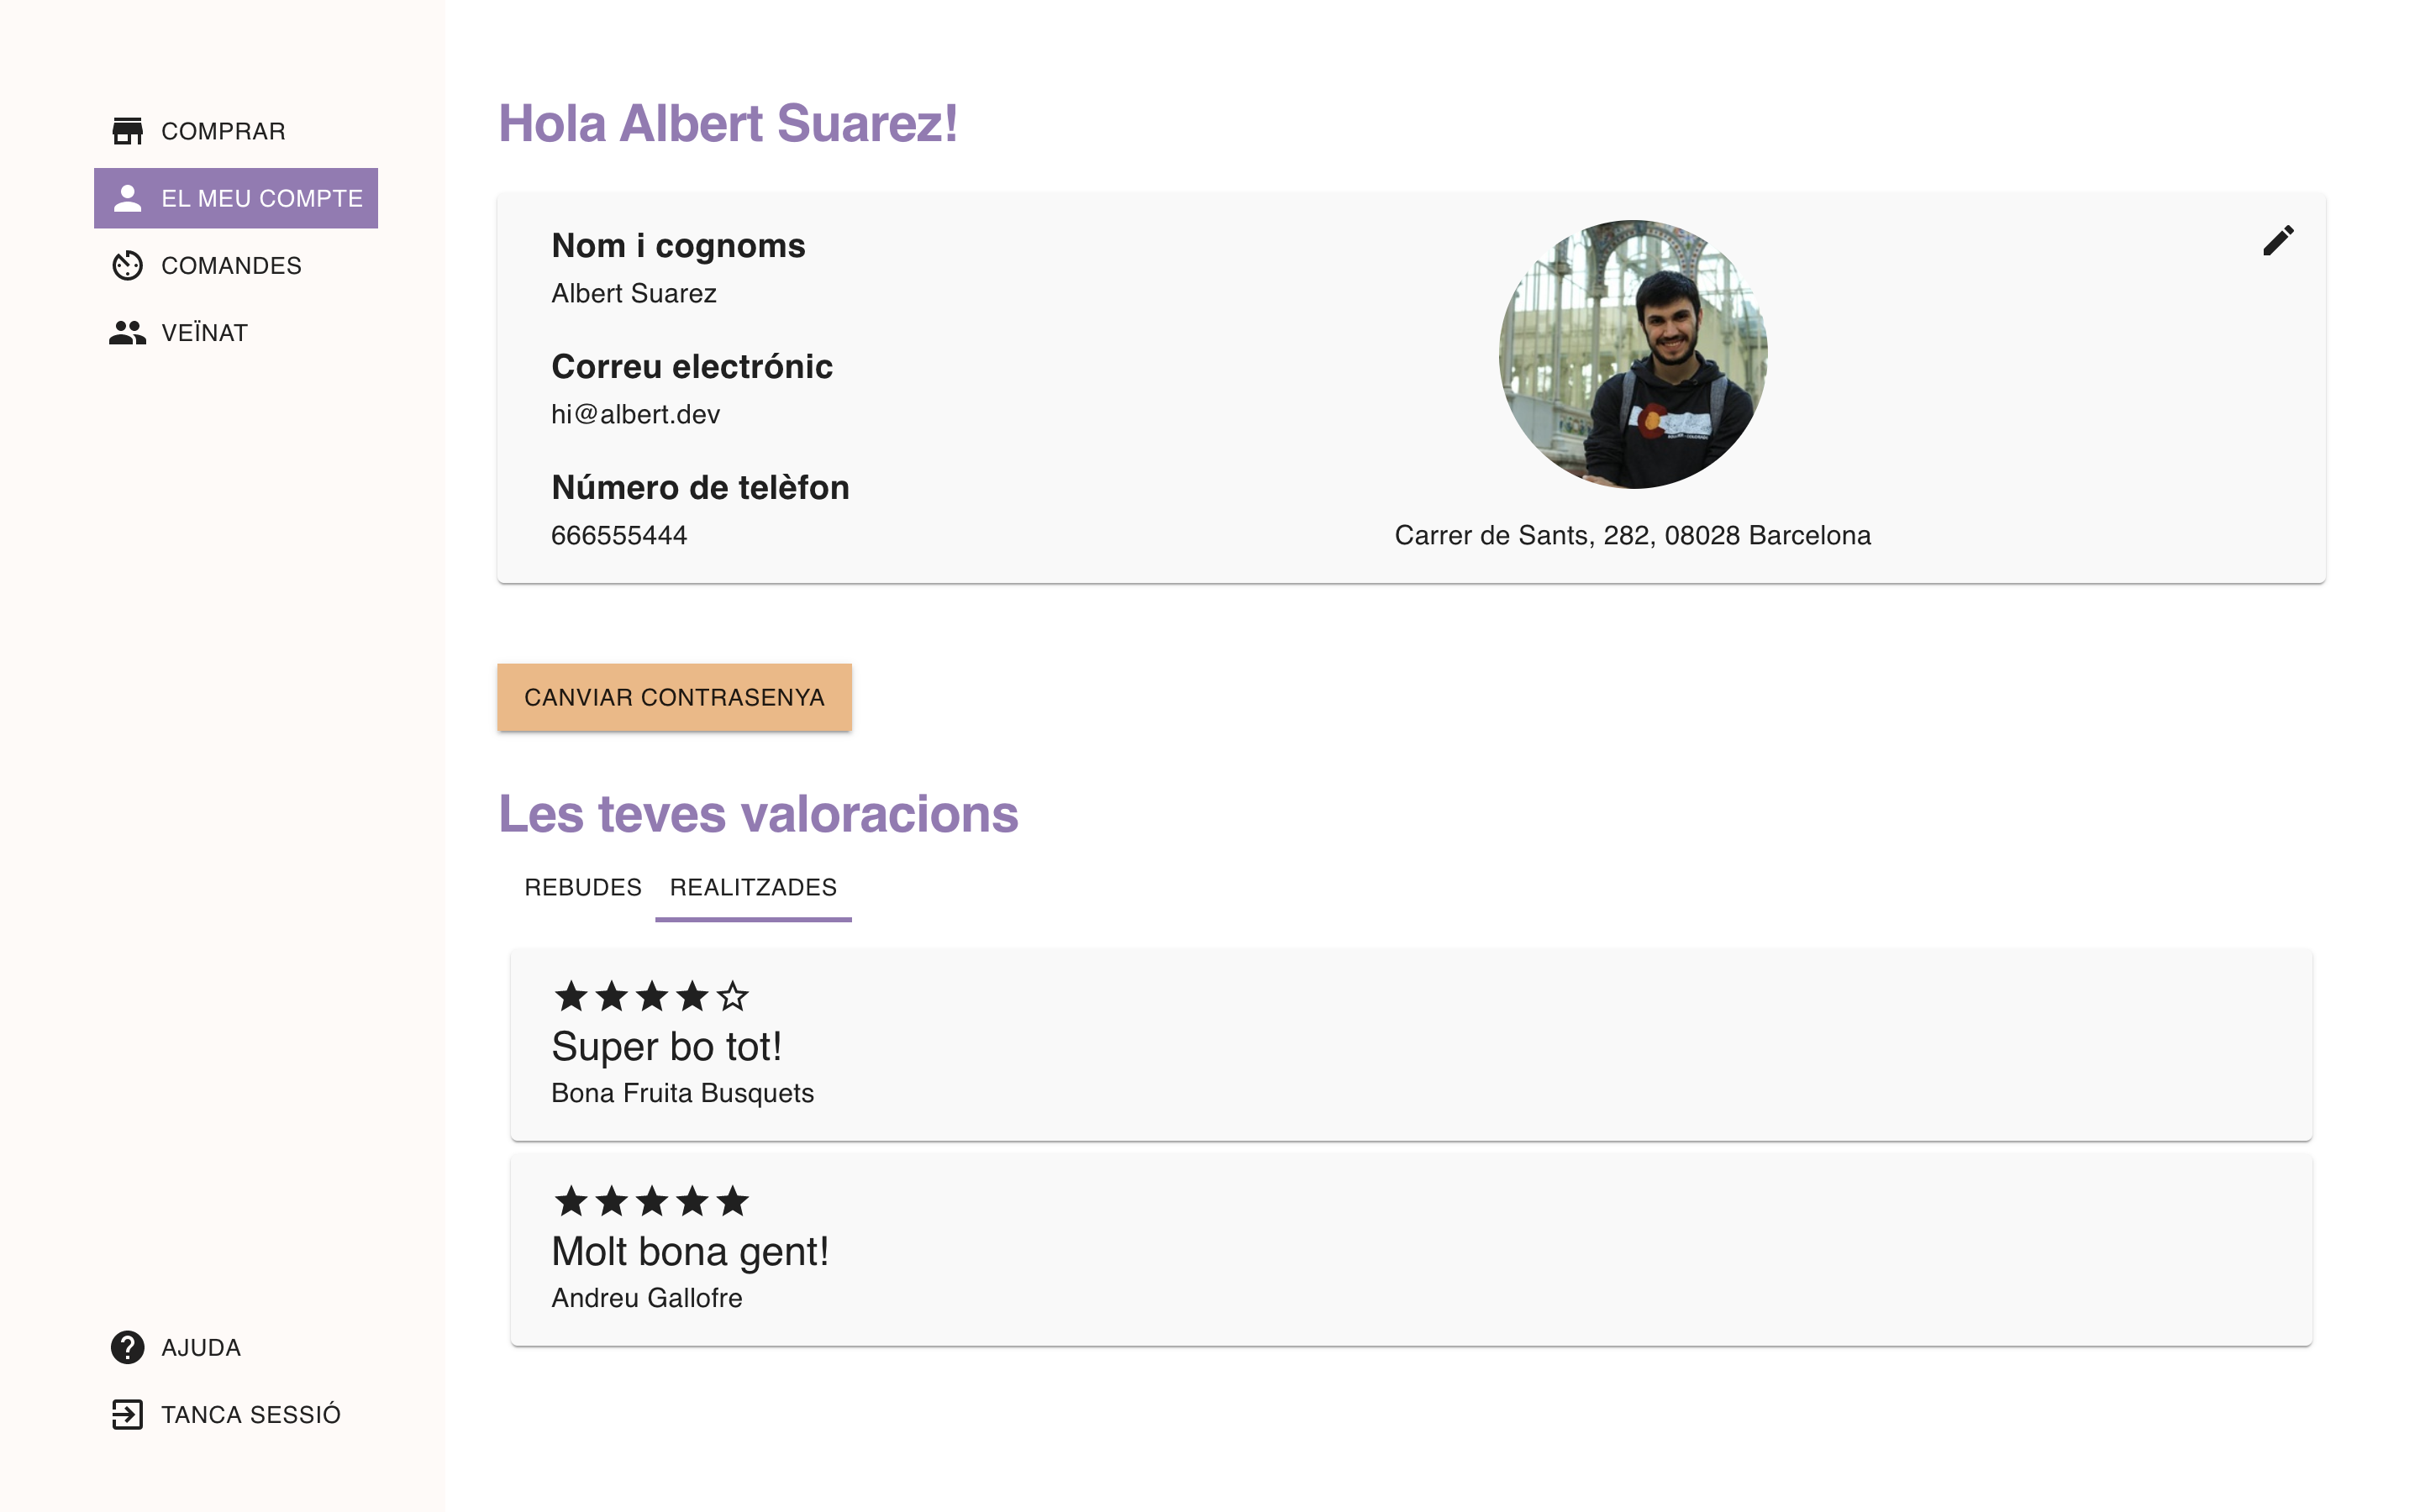 COMPRAR
EL MEU COMPTE
COMANDES
VEÏNAT
AJUDA
TANCA SESSIÓ
Hola Albert Suarez!
Nom i cognoms
Albert Suarez
Correu electrónic
hi@albert.dev
Número de telèfon
666555444
Carrer de Sants, 282, 08028 Barcelona
CANVIAR CONTRASENYA
Les teves valoracions
REBUDES REALITZADES
Super bo tot!
Bona Fruita Busquets
Molt bona gent!
Andreu Gallofre